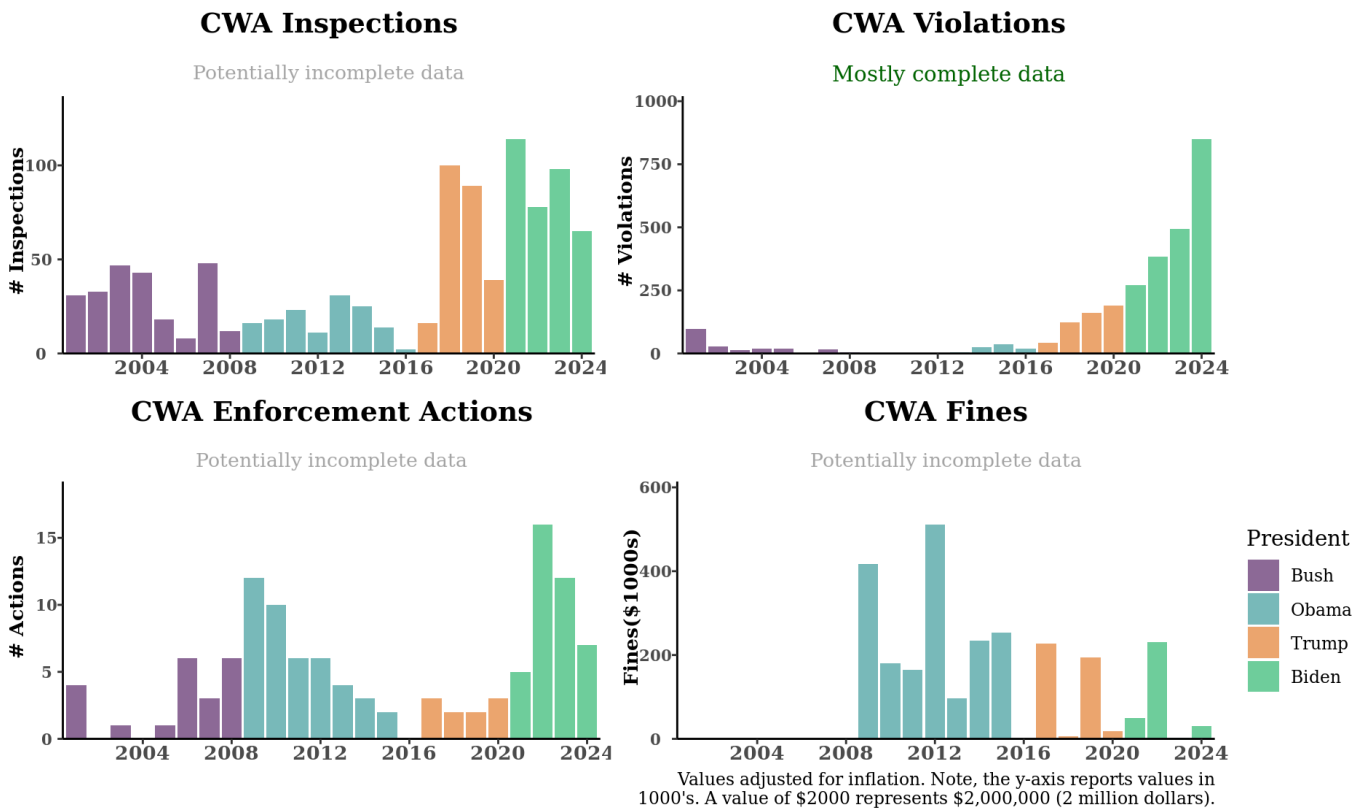 CWA Inspections
Potentially incomplete data
# Inspections
100
50
0
2004
2008
2012
2016
2020
2024
CWA Violations
Mostly complete data
# Violations
1000
750
500
250
0
2004
2008
2012
2016
2020
2024
CWA Enforcement Actions
Potentially incomplete data
# Actions
15
10
5
0
2004
2008
2012
2016
2020
2024
CWA Fines
Potentially incomplete data
Fines($1000s)
600
400
200
0
2004
2008
2012
2016
2020
2024
President
Bush
Obama
Trump
Biden
Values adjusted for inflation. Note, the y-axis reports values in
1000's. A value of $2000 represents $2,000,000 (2 million dollars).